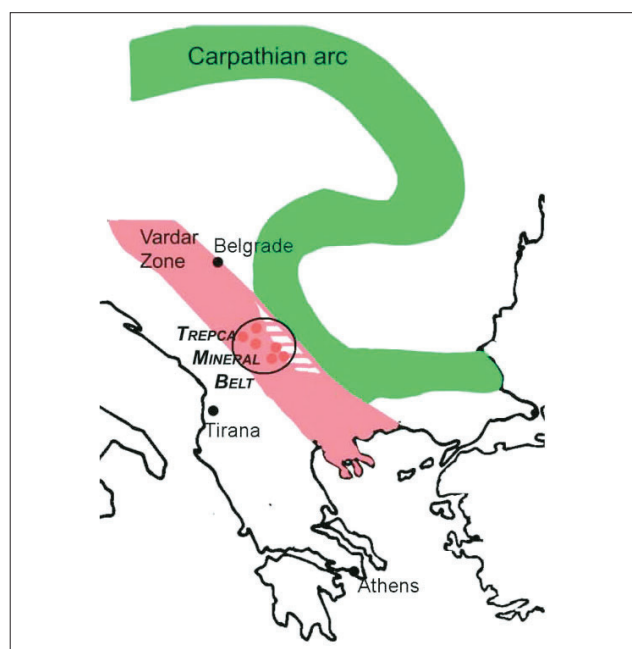 Carpathian arc
Vardar
Zone
Belgrade
TREPCA
MINERAL
BELT
Tirana
Athens